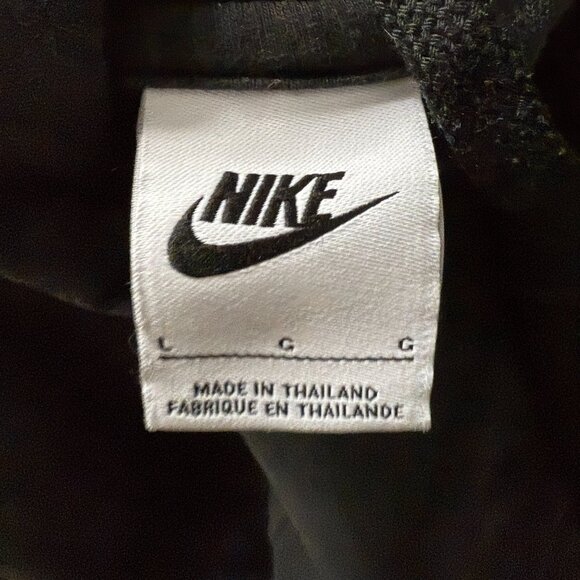 NIKE
L G G
MADE IN THAILAND
FABRIQUE EN THAILANDE